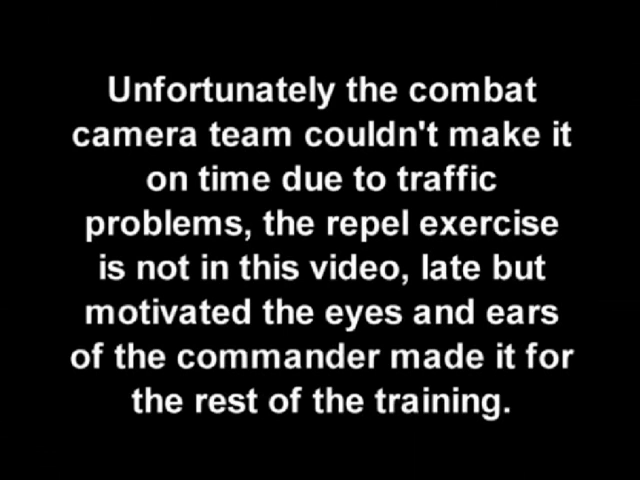 Unfortunately the combat
camera team couldn't make it
on time due to traffic
problems, the repel exercise
is not in this video, late but
motivated the eyes and ears
of the commander made it for
the rest of the training.